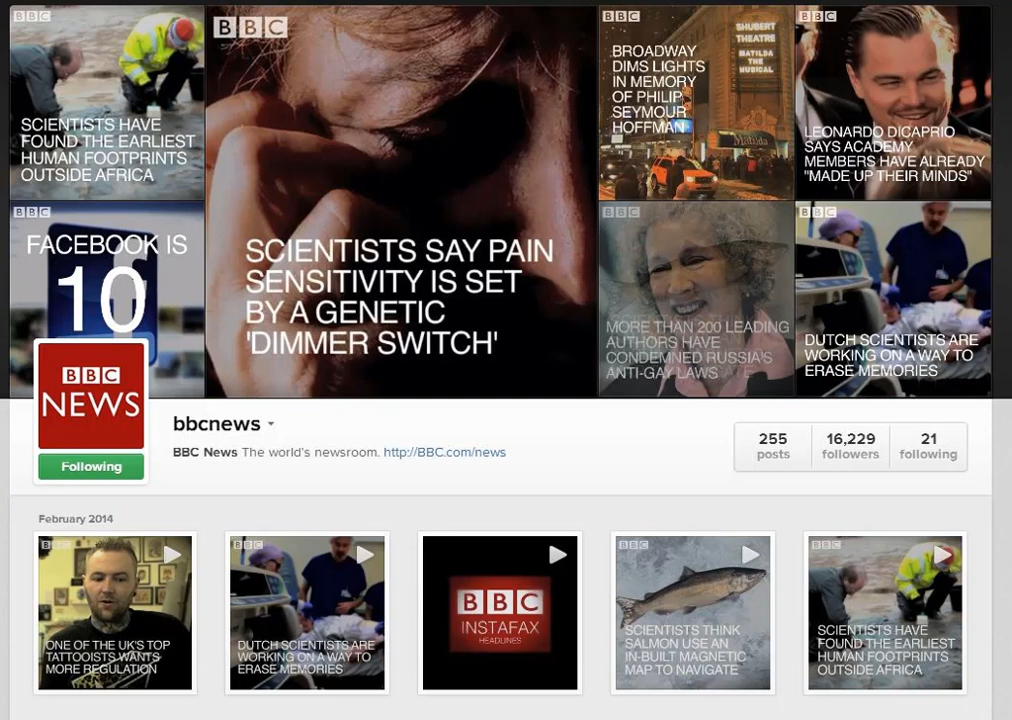 BBC
SCIENTISTS HAVE
FOUND THE EARLIEST
HUMAN FOOTPRINTS
OUTSIDE AFRICA
BBC
SCIENTISTS SAY PAIN
SENSITIVITY IS SET
BY A GENETIC
'DIMMER SWITCH'
BBC
BROADWAY
DIMS LIGHTS
IN MEMORY
OF PHILIP
SEYMOUR
HOFFMAN
SHUBERT
THEATRE
MATILDA
THE
MUSICAL
Matilda
BBC
LEONARDO DICAPRIO
SAYS ACADEMY
MEMBERS HAVE ALREADY
"MADE UP THEIR MINDS"
BBC
FACEBOOK IS
10
BBC
MORE THAN 200 LEADING
AUTHORS HAVE
CONDEMNED RUSSIA'S
ANTI-GAY LAWS
BBC
DUTCH SCIENTISTS ARE
WORKING ON A WAY TO
ERASE MEMORIES
BBC
NEWS
Following
bbcnews
BBC News The world's newsroom. http://BBC.com/news
255
posts
16,229
followers
21
following
February 2014
BBC
ONE OF THE UK'S TOP
TATTOOISTS WANTS
MORE REGULATION
BBC
DUTCH SCIENTISTS ARE
WORKING ON A WAY TO
ERASE MEMORIES
BBC
INSTAFAX
HEADLINES
BBC
SCIENTISTS THINK
SALMON USE AN
IN-BUILT MAGNETIC
MAP TO NAVIGATE
BBC
SCIENTISTS HAVE
FOUND THE EARLIEST
HUMAN FOOTPRINTS
OUTSIDE AFRICA